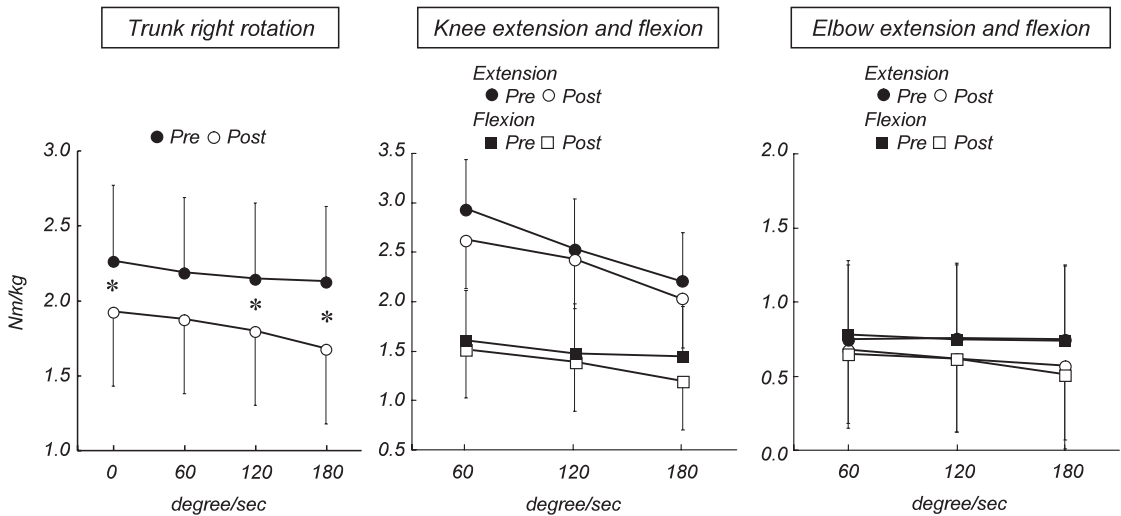 Trunk right rotation
Knee extension and flexion
Elbow extension and flexion
Pre Post
Nm/kg
3.0
2.5
2.0
1.5
1.0
0 60 120 180
degree/sec
*
*
*
Extension
Pre Post
Flexion
Pre Post
3.5
3.0
2.5
2.0
1.5
1.0
0.5
60 120 180
degree/sec
Extension
Pre Post
Flexion
Pre Post
2.0
1.5
1.0
0.5
0.0
60 120 180
degree/sec